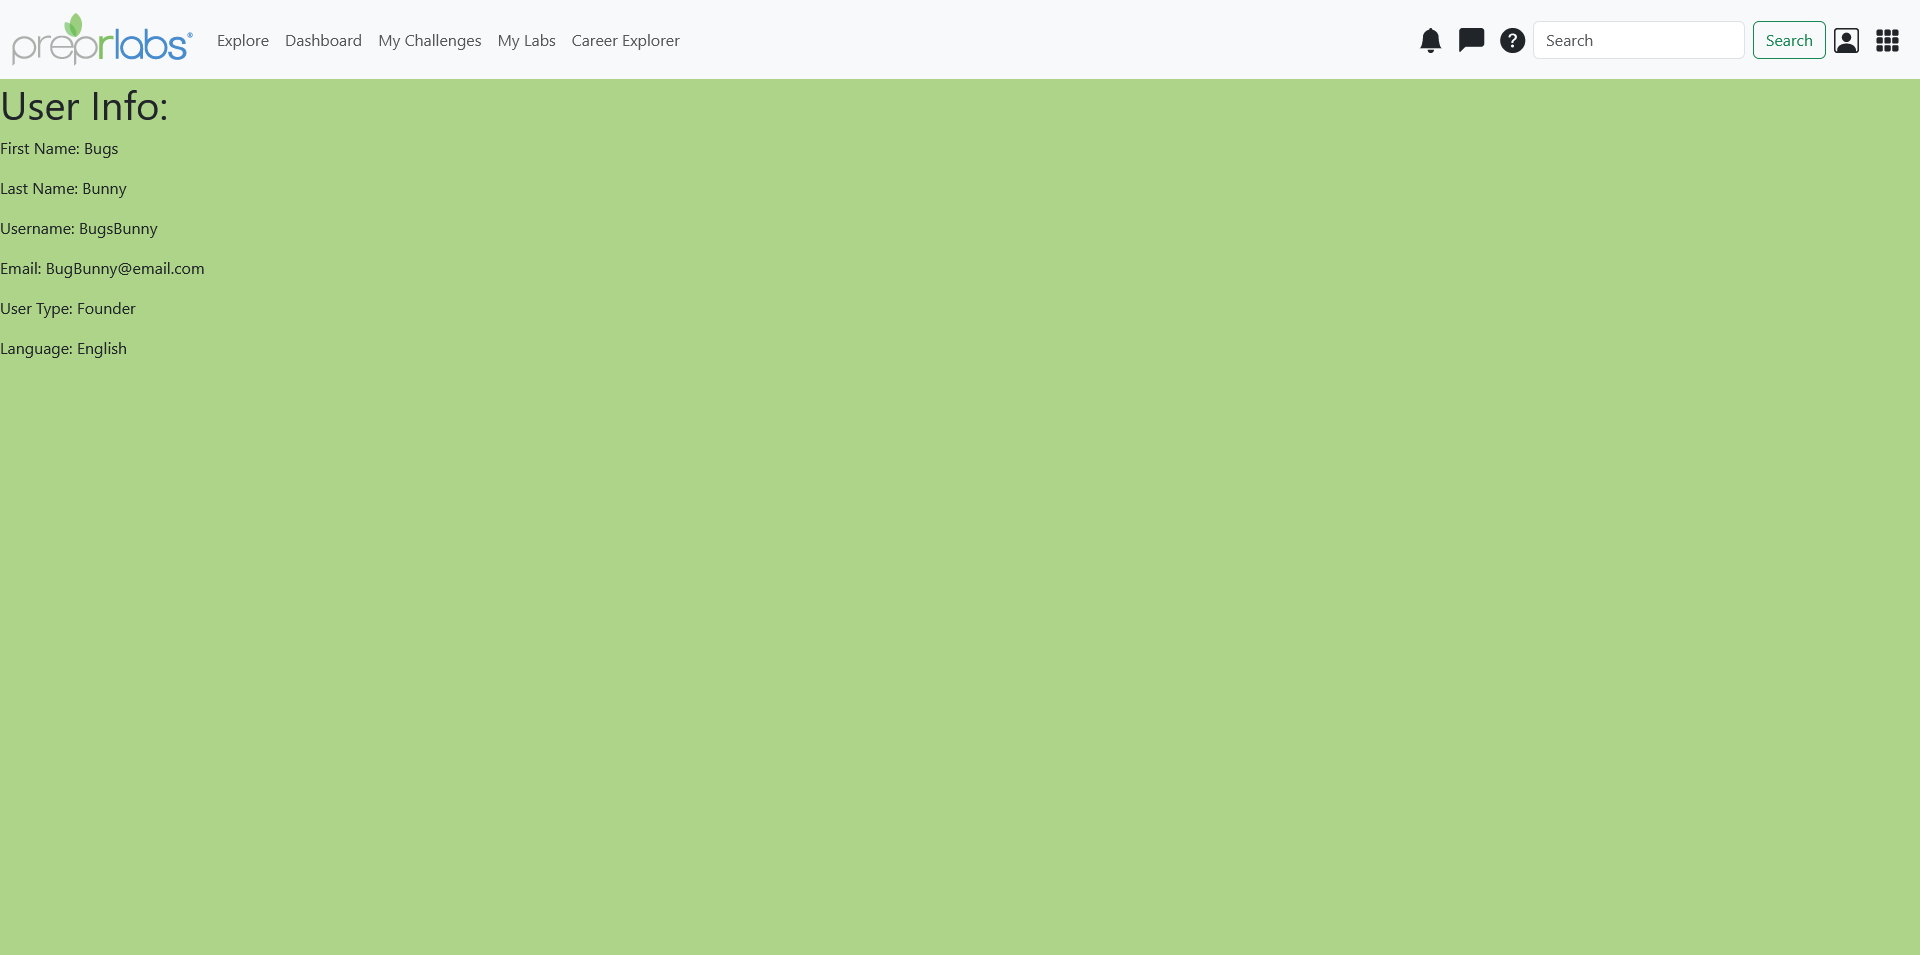 preprlabs® Explore Dashboard My Challenges My Labs Career Explorer ? Search Search
User Info:
First Name: Bugs
Last Name: Bunny
Username: BugsBunny
Email: BugBunny@email.com
User Type: Founder
Language: English